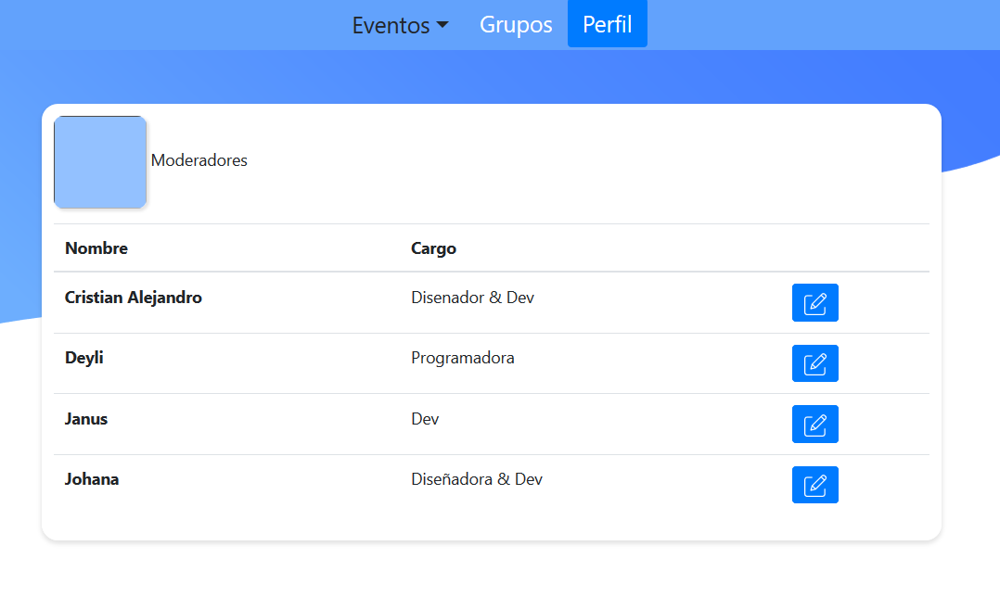 Eventos Grupos Perfil
Moderadores
Nombre Cargo
Cristian Alejandro Disenador & Dev
Deyli Programadora
Janus Dev
Johana Diseñadora & Dev